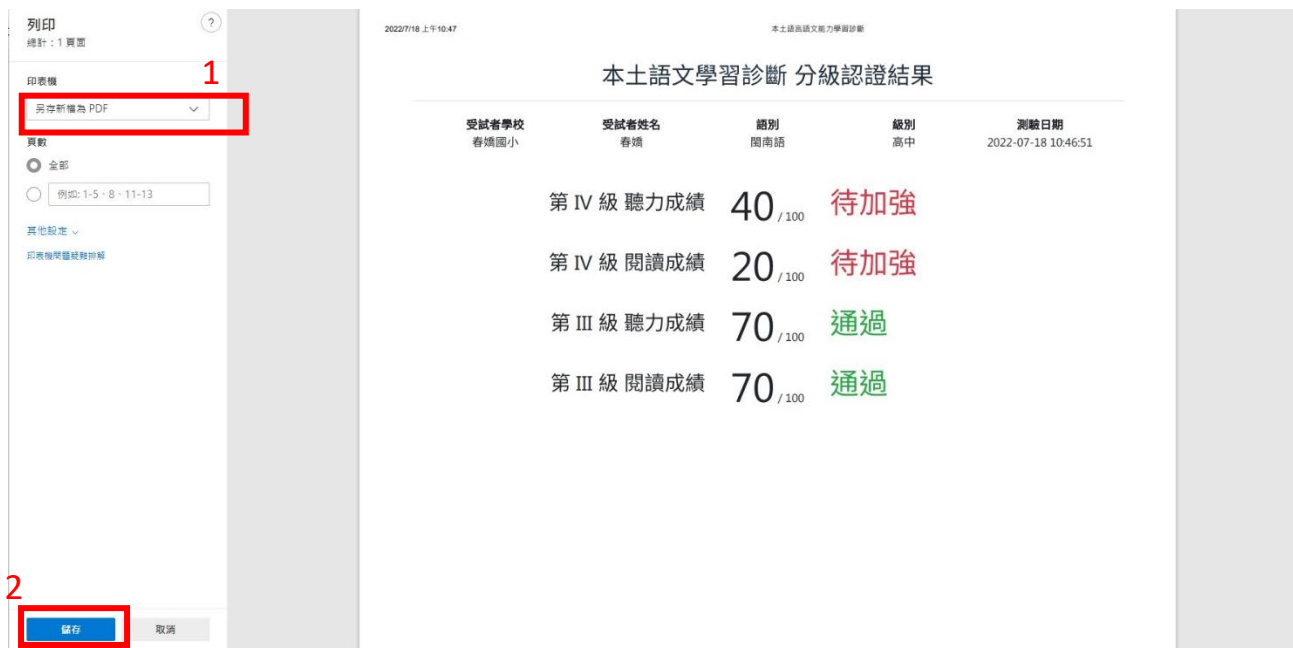 列印
?
總計：1 頁面
1
印表機
另存新檔為 PDF
頁數
全部
例如: 1-5、8、11-13
其他設定
印表機問題疑難排解
2
儲存
取消
2022/7/18 上午10:47
本土語言語文能力學習診斷
本土語文學習診斷 分級認證結果
受試者學校 受試者姓名 語別 級別 測驗日期
春嬌國小 春嬌 閩南語 高中 2022-07-18 10:46:51
第 IV 級 聽力成績 40 / 100 待加強
第 IV 級 閱讀成績 20 / 100 待加強
第 III 級 聽力成績 70 / 100 通過
第 III 級 閱讀成績 70 / 100 通過